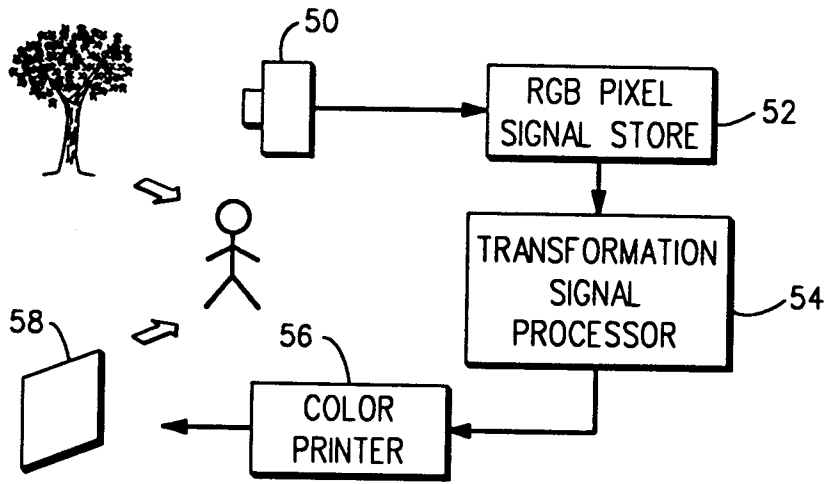 50
RGB PIXEL
SIGNAL STORE
52
TRANSFORMATION
SIGNAL
PROCESSOR
54
58
56
COLOR
PRINTER